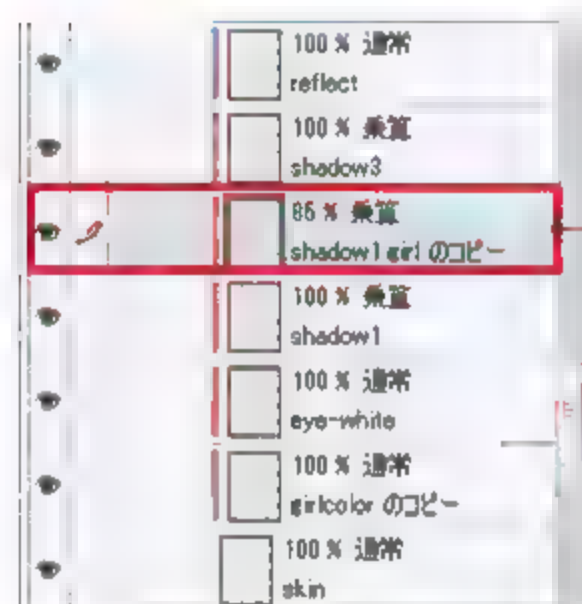 100 % 通常
reflect
100 % 乗算
shadow3
85 % 乗算
shadow1 girl のコピー
100 % 乗算
shadow1
100 % 通常
eye-white
100 % 通常
girlcolor のコピー
100 % 通常
skin